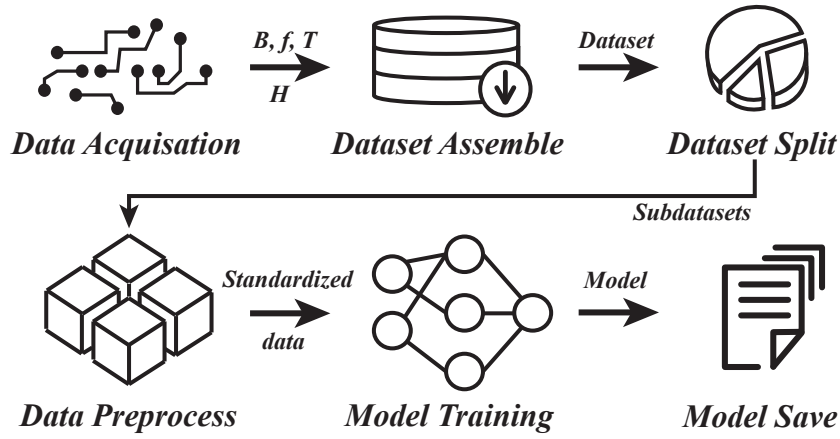 B, f, T
Dataset
H
Data Acquisation
Dataset Assemble
Dataset Split
Subdatasets
Standardized
Model
data
Data Preprocess
Model Training
Model Save